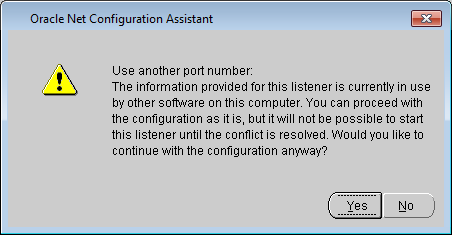 Oracle Net Configuration Assistant
Use another port number:
The information provided for this listener is currently in use
by other software on this computer. You can proceed with
the configuration as it is, but it will not be possible to start
this listener until the conflict is resolved. Would you like to
continue with the configuration anyway?
Yes No